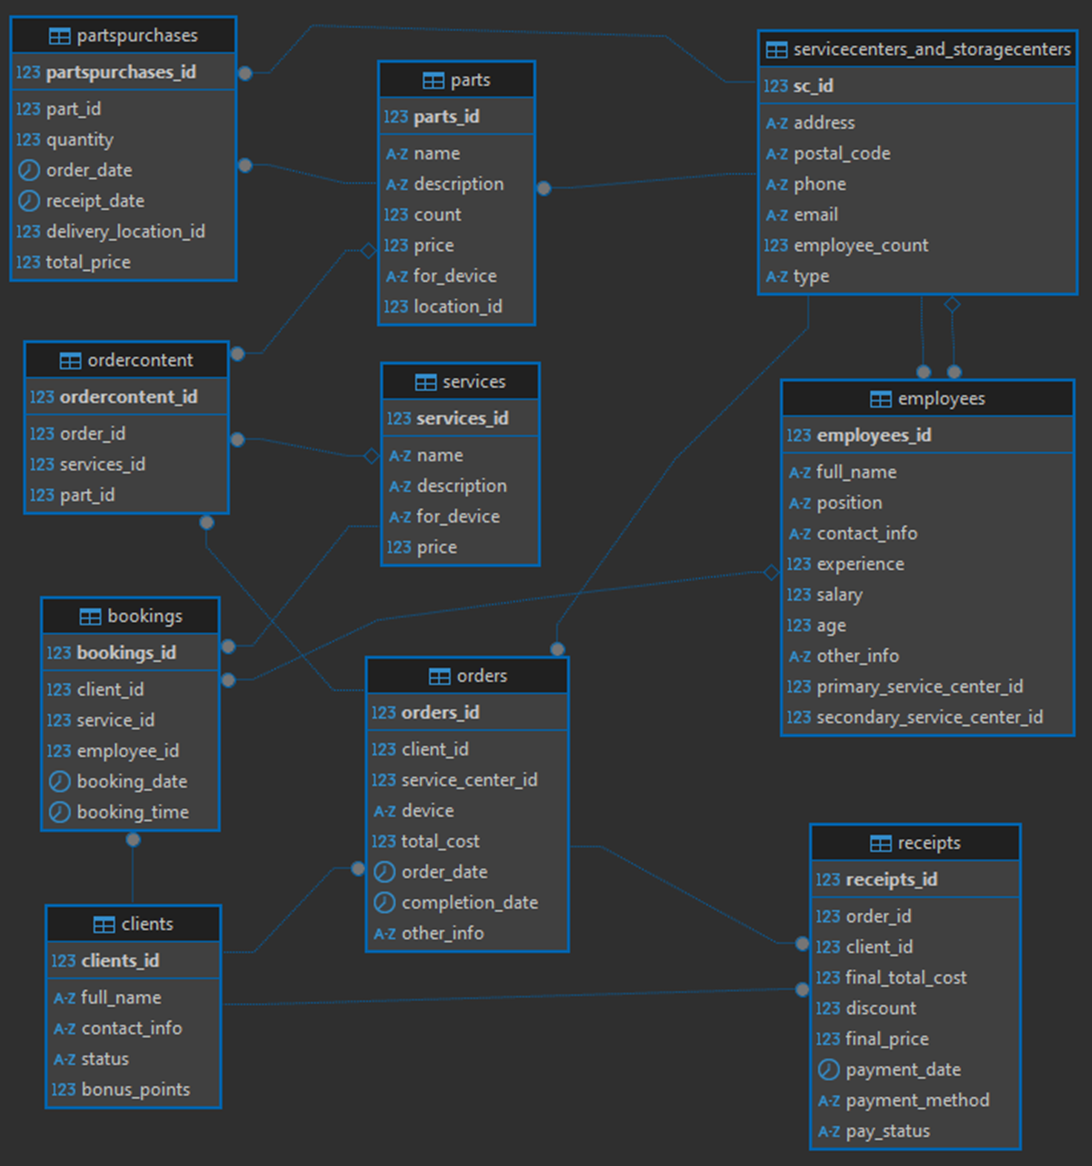 partspurchases
123 partspurchases_id
123 part_id
123 quantity
order_date
receipt_date
123 delivery_location_id
123 total_price
parts
123 parts_id
A-Z name
A-Z description
123 count
123 price
A-Z for_device
123 location_id
servicecenters_and_storagecenters
123 sc_id
A-Z address
A-Z postal_code
A-Z phone
A-Z email
123 employee_count
A-Z type
ordercontent
123 ordercontent_id
123 order_id
123 services_id
123 part_id
services
123 services_id
A-Z name
A-Z description
A-Z for_device
123 price
employees
123 employees_id
A-Z full_name
A-Z position
A-Z contact_info
123 experience
123 salary
123 age
A-Z other_info
123 primary_service_center_id
123 secondary_service_center_id
bookings
123 bookings_id
123 client_id
123 service_id
123 employee_id
booking_date
booking_time
orders
123 orders_id
123 client_id
123 service_center_id
A-Z device
123 total_cost
order_date
completion_date
A-Z other_info
clients
123 clients_id
A-Z full_name
A-Z contact_info
A-Z status
123 bonus_points
receipts
123 receipts_id
123 order_id
123 client_id
123 final_total_cost
123 discount
123 final_price
payment_date
A-Z payment_method
A-Z pay_status